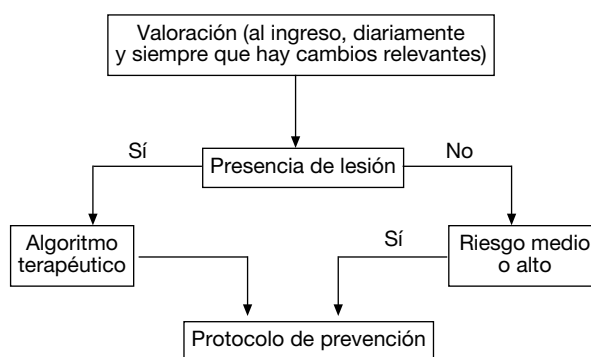 Valoración (al ingreso, diariamente
y siempre que hay cambios relevantes)
Sí
No
Presencia de lesión
Algoritmo
terapéutico
Sí
Riesgo medio
o alto
Protocolo de prevención